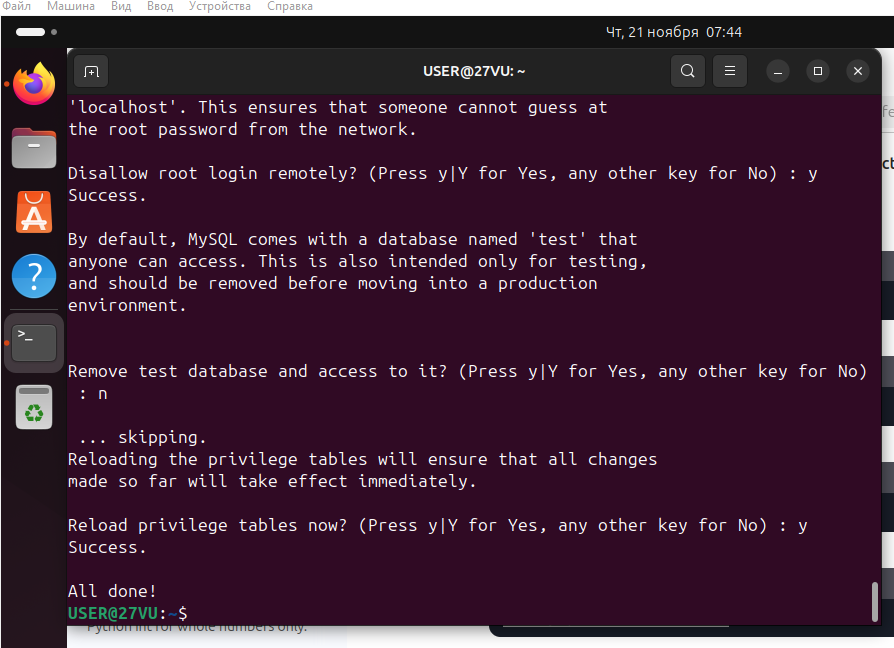 Файл Машина Вид Ввод Устройства Справка
Чт, 21 ноября 07:44
USER@27VU: ~
'localhost'. This ensures that someone cannot guess at
the root password from the network.
Disallow root login remotely? (Press y|Y for Yes, any other key for No) : y
Success.
By default, MySQL comes with a database named 'test' that
anyone can access. This is also intended only for testing,
and should be removed before moving into a production
environment.
Remove test database and access to it? (Press y|Y for Yes, any other key for No)
: n
... skipping.
Reloading the privilege tables will ensure that all changes
made so far will take effect immediately.
Reload privilege tables now? (Press y|Y for Yes, any other key for No) : y
Success.
All done!
USER@27VU:~$
Python int for whole numbers only.